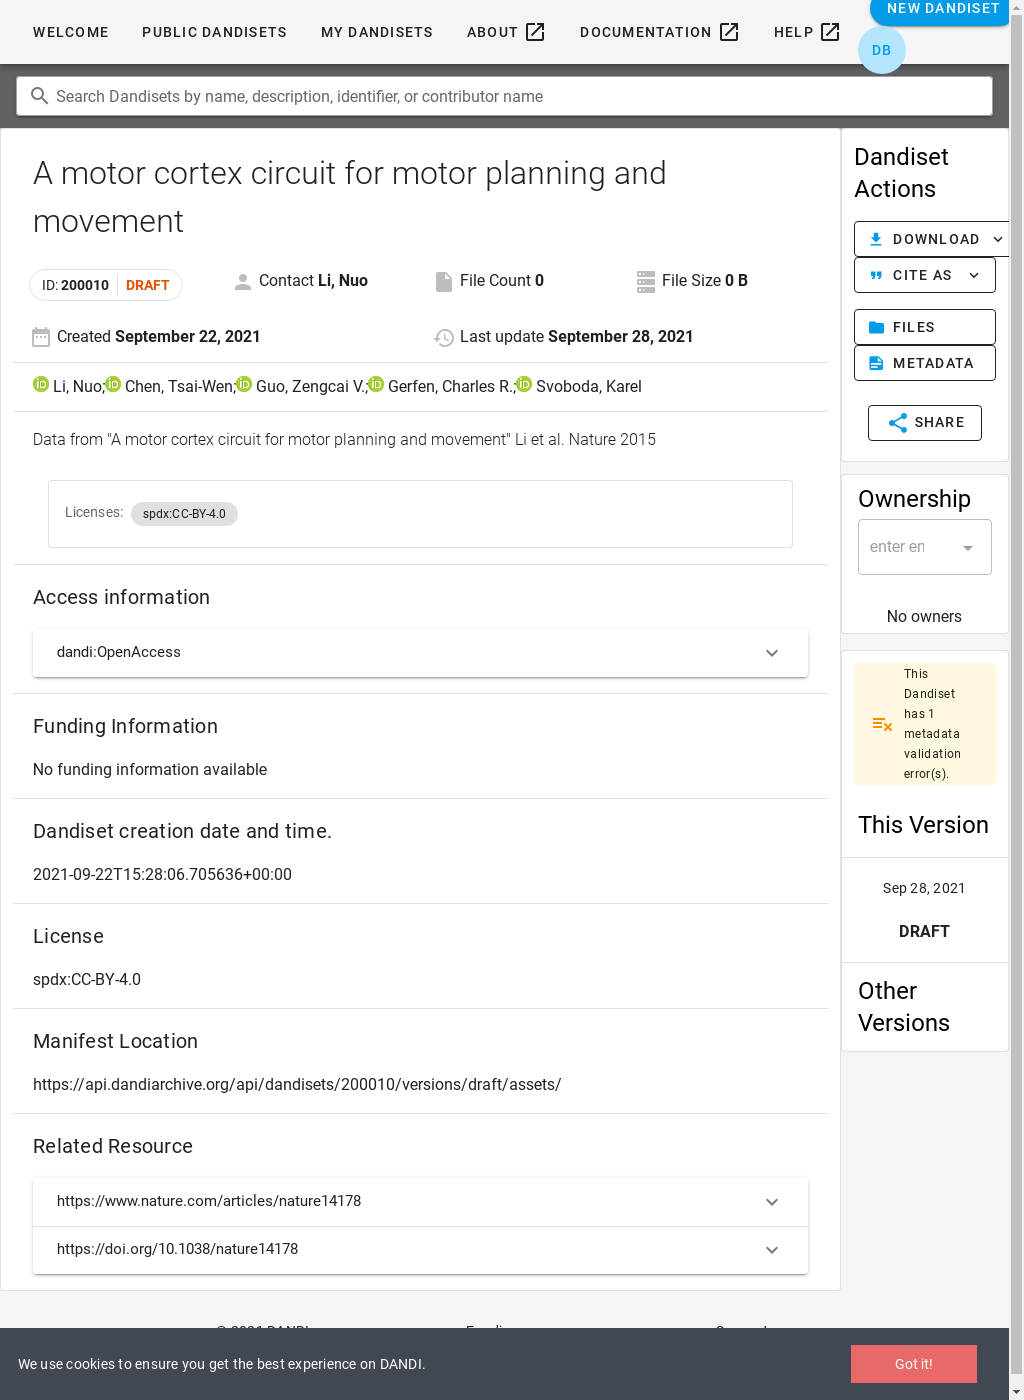 WELCOME PUBLIC DANDISETS MY DANDISETS ABOUT DOCUMENTATION HELP NEW DANDISET
DB
Search Dandisets by name, description, identifier, or contributor name
A motor cortex circuit for motor planning and
movement
ID: 200010 DRAFT Contact Li, Nuo File Count 0 File Size 0 B
Created September 22, 2021 Last update September 28, 2021
iD Li, Nuo; iD Chen, Tsai-Wen; iD Guo, Zengcai V.; iD Gerfen, Charles R.; iD Svoboda, Karel
Data from "A motor cortex circuit for motor planning and movement" Li et al. Nature 2015
Licenses: spdx:CC-BY-4.0
Access information
dandi:OpenAccess
Funding Information
No funding information available
Dandiset creation date and time.
2021-09-22T15:28:06.705636+00:00
License
spdx:CC-BY-4.0
Manifest Location
https://api.dandiarchive.org/api/dandisets/200010/versions/draft/assets/
Related Resource
https://www.nature.com/articles/nature14178
https://doi.org/10.1038/nature14178
Dandiset
Actions
DOWNLOAD
CITE AS
FILES
METADATA
SHARE
Ownership
enter en
No owners
This
Dandiset
has 1
metadata
validation
error(s).
This Version
Sep 28, 2021
DRAFT
Other
Versions
We use cookies to ensure you get the best experience on DANDI. Got it!